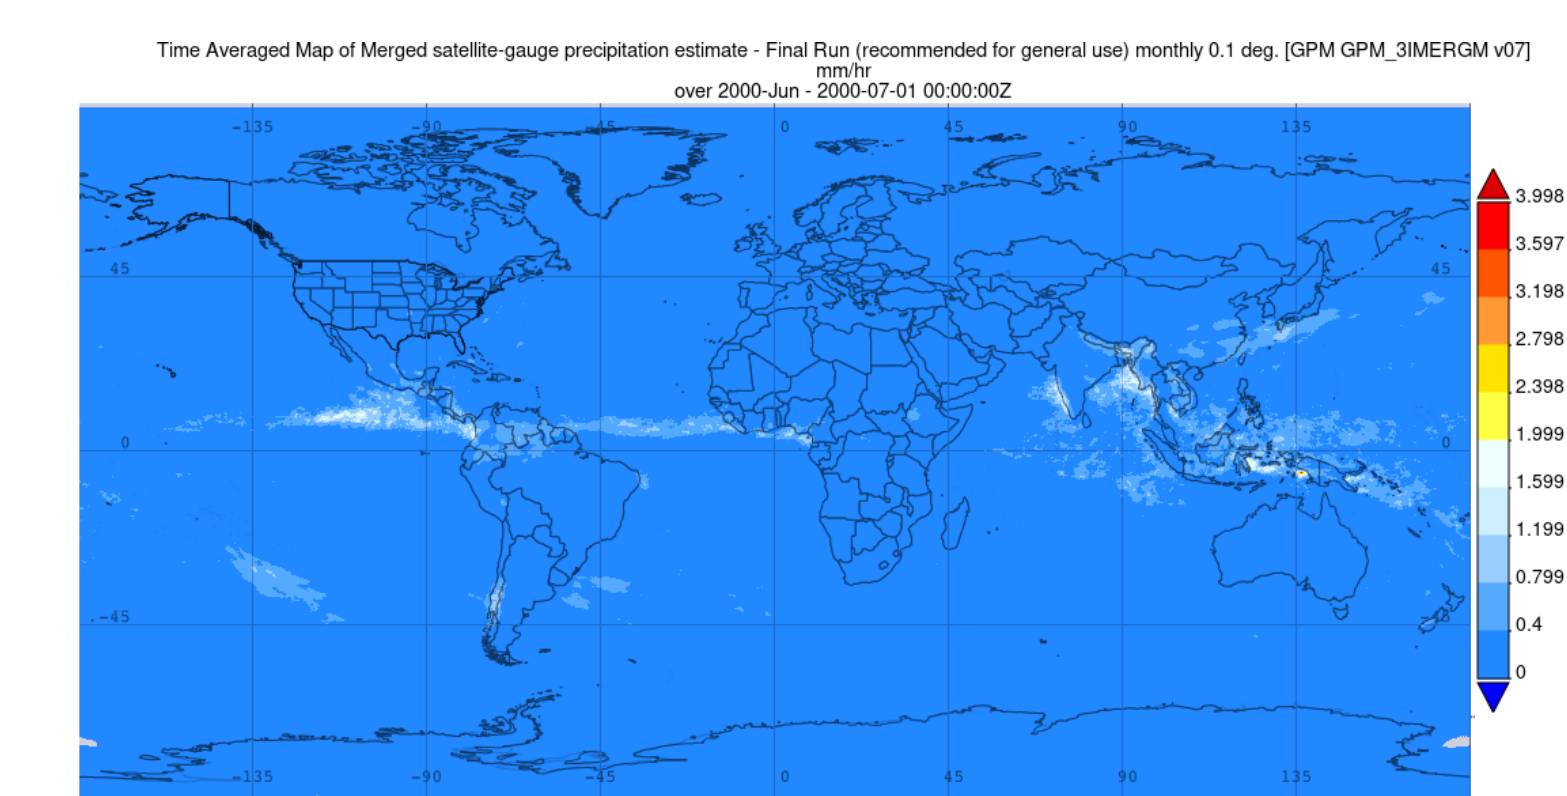 Time Averaged Map of Merged satellite-gauge precipitation estimate - Final Run (recommended for general use) monthly 0.1 deg. [GPM GPM_3IMERGM v07]
mm/hr
over 2000-Jun - 2000-07-01 00:00:00Z
-135 -90 -45 0 45 90 135
3.998
3.597
45 45
3.198
2.798
2.398
1.999
0 0
1.599
1.199
0.799
-45 -45
0.4
0
-135 -90 -45 0 45 90 135